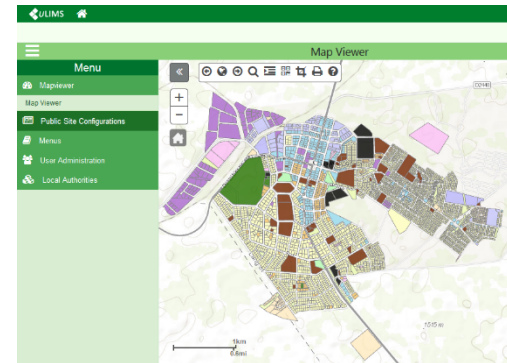 ULIMS
Map Viewer
Menu
Mapviewer
Map Viewer
Public Site Configurations
Menus
User Administration
Local Authorities
1km
0.6mi